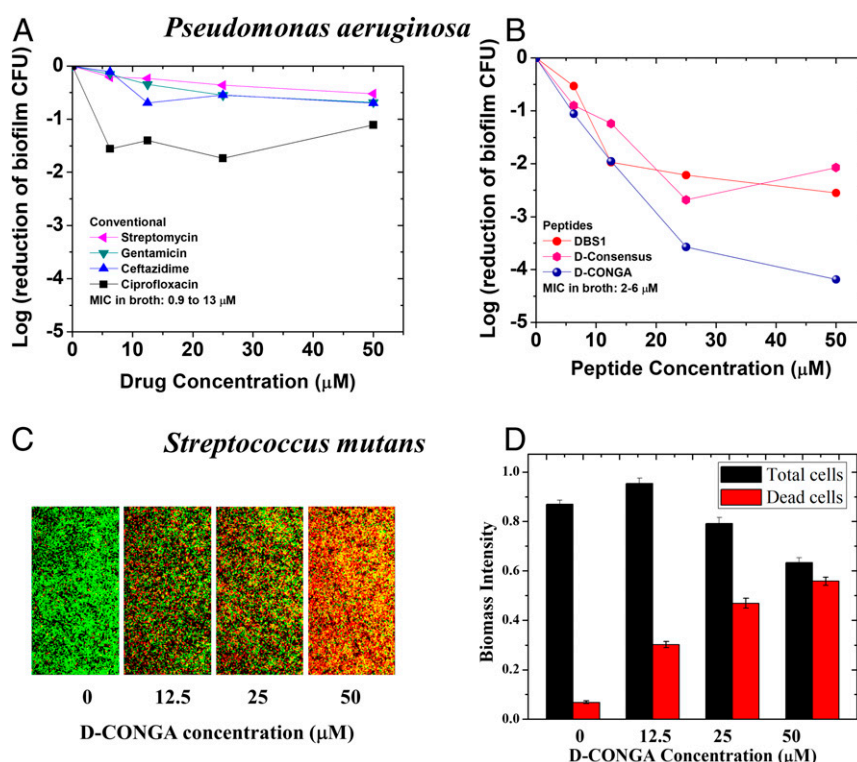 A
Pseudomonas aeruginosa
B
Log (reduction of biofilm CFU)
0
-1
-2
-3
-4
-5
Conventional
Streptomycin
Gentamicin
Ceftazidime
Ciprofloxacin
MIC in broth: 0.9 to 13 μM
0 10 20 30 40 50
Drug Concentration (μM)
Log (reduction of biofilm CFU)
0
-1
-2
-3
-4
-5
Peptides
DBS1
D-Consensus
D-CONGA
MIC in broth: 2-6 μM
0 10 20 30 40 50
Peptide Concentration (μM)
C
Streptococcus mutans
0 12.5 25 50
D-CONGA concentration (μM)
D
Total cells
Dead cells
Biomass Intensity
1.0
0.8
0.6
0.4
0.2
0.0
0 12.5 25 50
D-CONGA Concentration (μM)